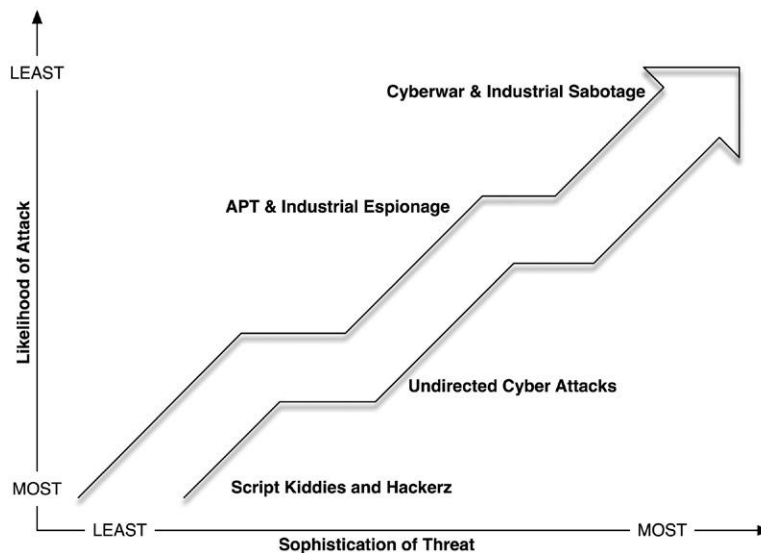 LEAST
Cyberwar & Industrial Sabotage
APT & Industrial Espionage
Likelihood of Attack
Undirected Cyber Attacks
Script Kiddies and Hackerz
MOST
LEAST
MOST
Sophistication of Threat